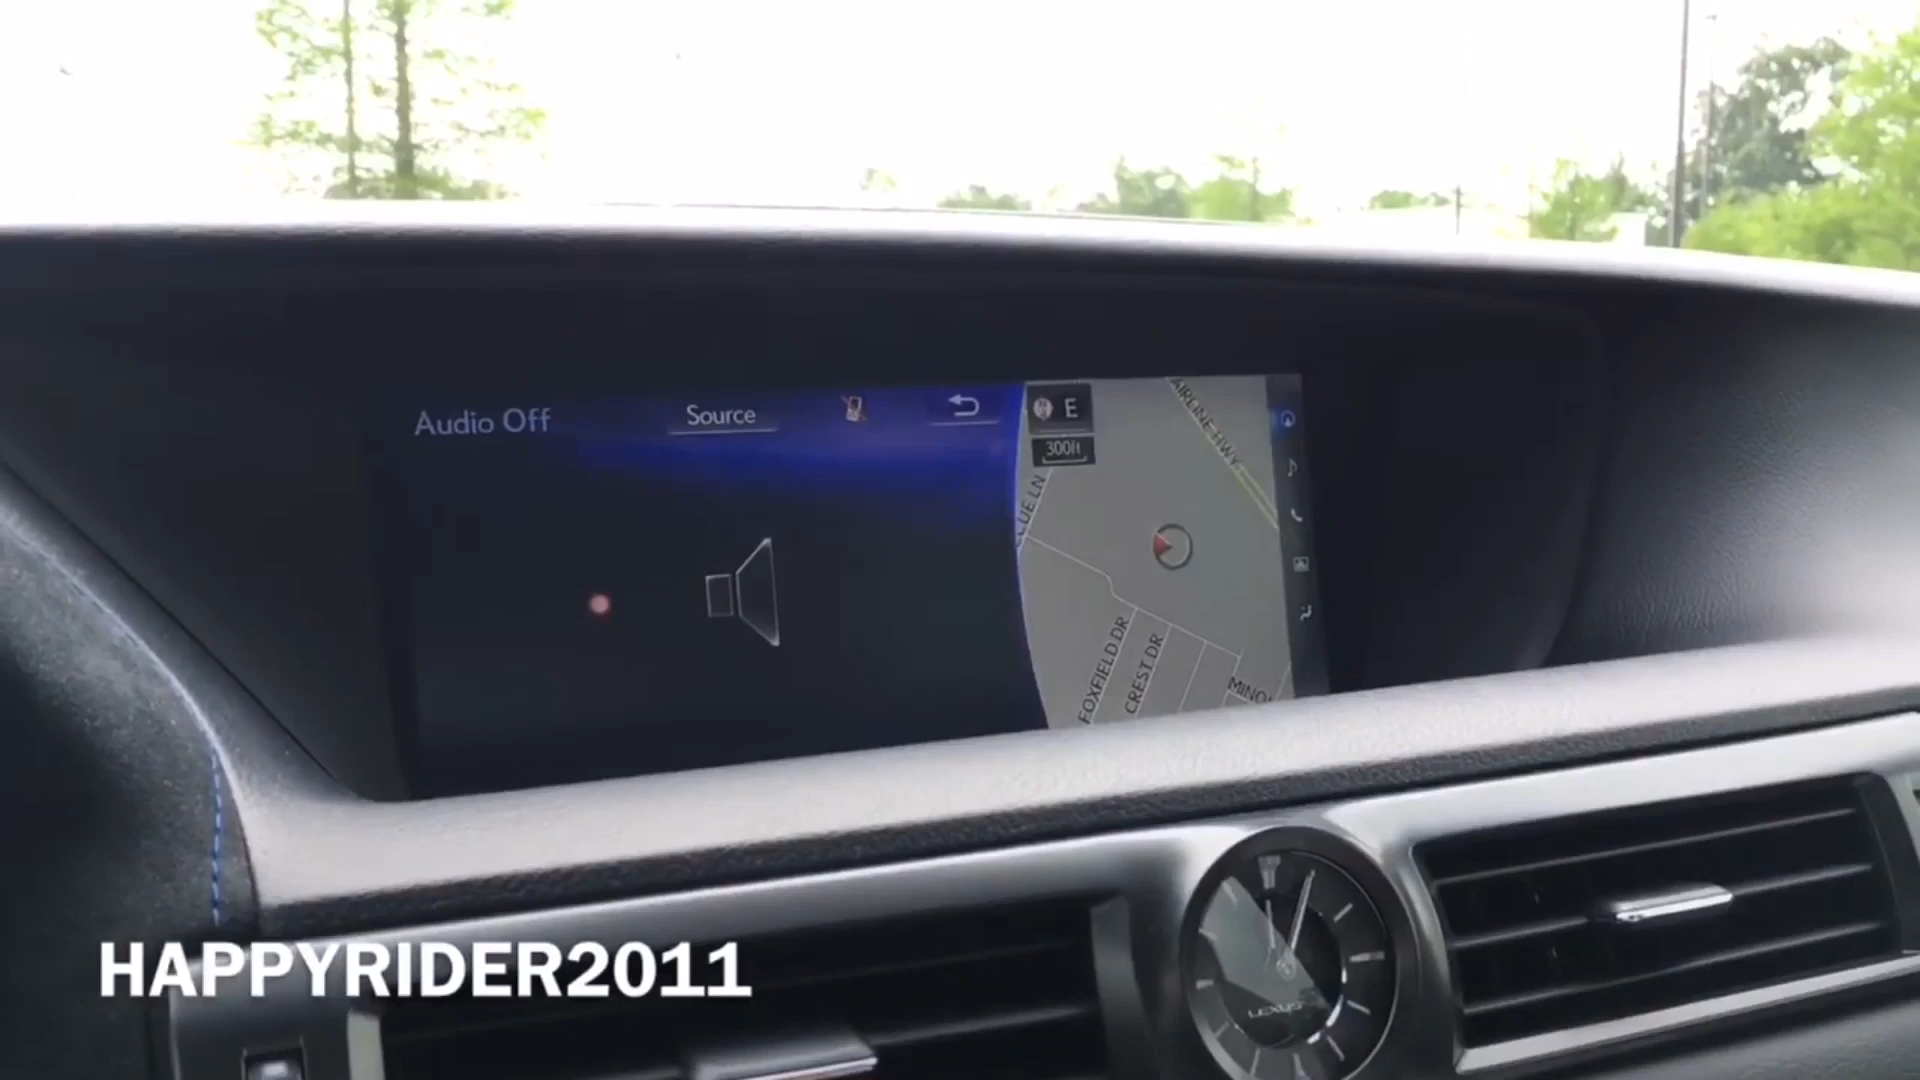 Audio Off
Source
E
300ft
AIRLINE HWY
FOXFIELD DR
CREST DR
HAPPYRIDER2011